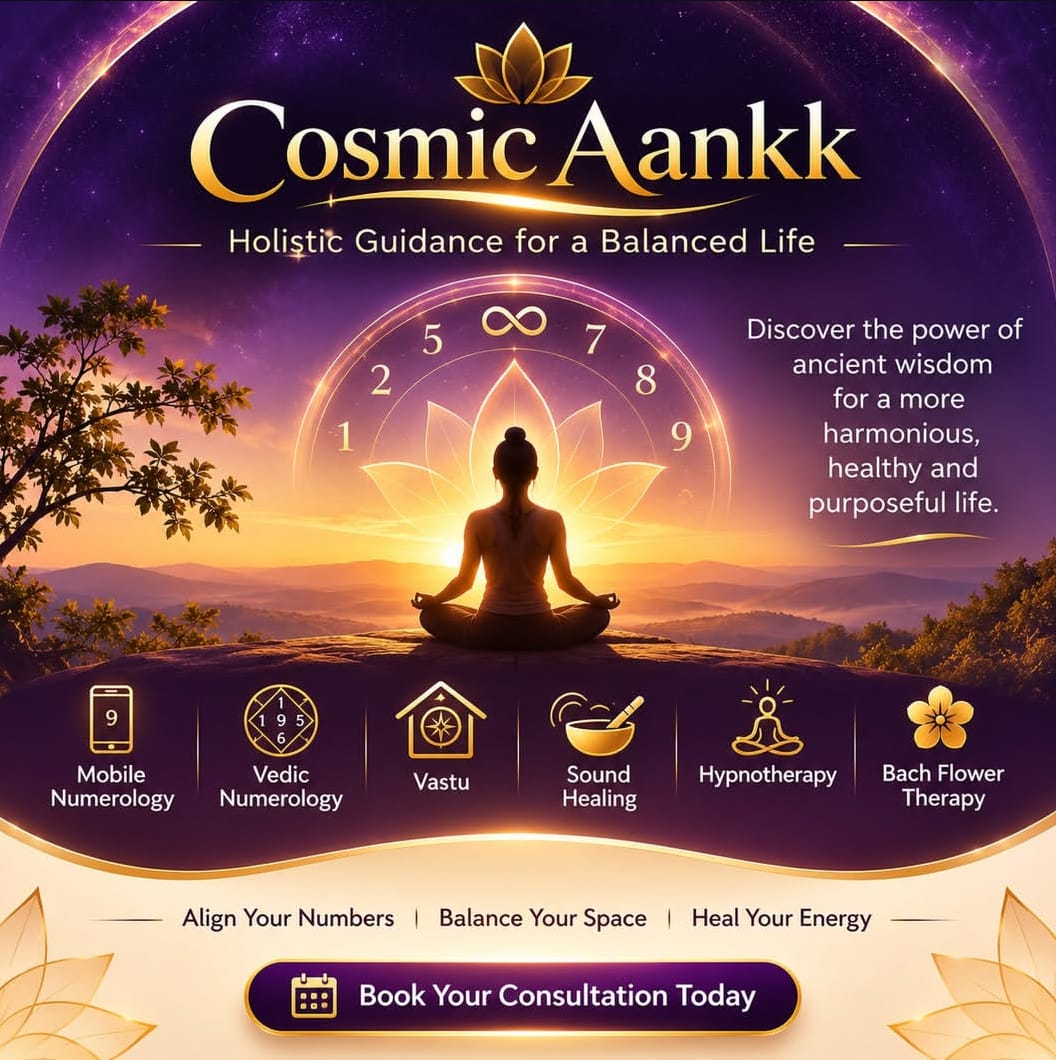 Cosmic Aankk
Holistic Guidance for a Balanced Life
1 2 5 ∞ 7 8 9
Discover the power of
ancient wisdom
for a more
harmonious,
healthy and
purposeful life.
9
Mobile
Numerology
1
1 9 5
6
Vedic
Numerology
Vastu
Sound
Healing
Hypnotherapy
Bach Flower
Therapy
Align Your Numbers | Balance Your Space | Heal Your Energy
Book Your Consultation Today